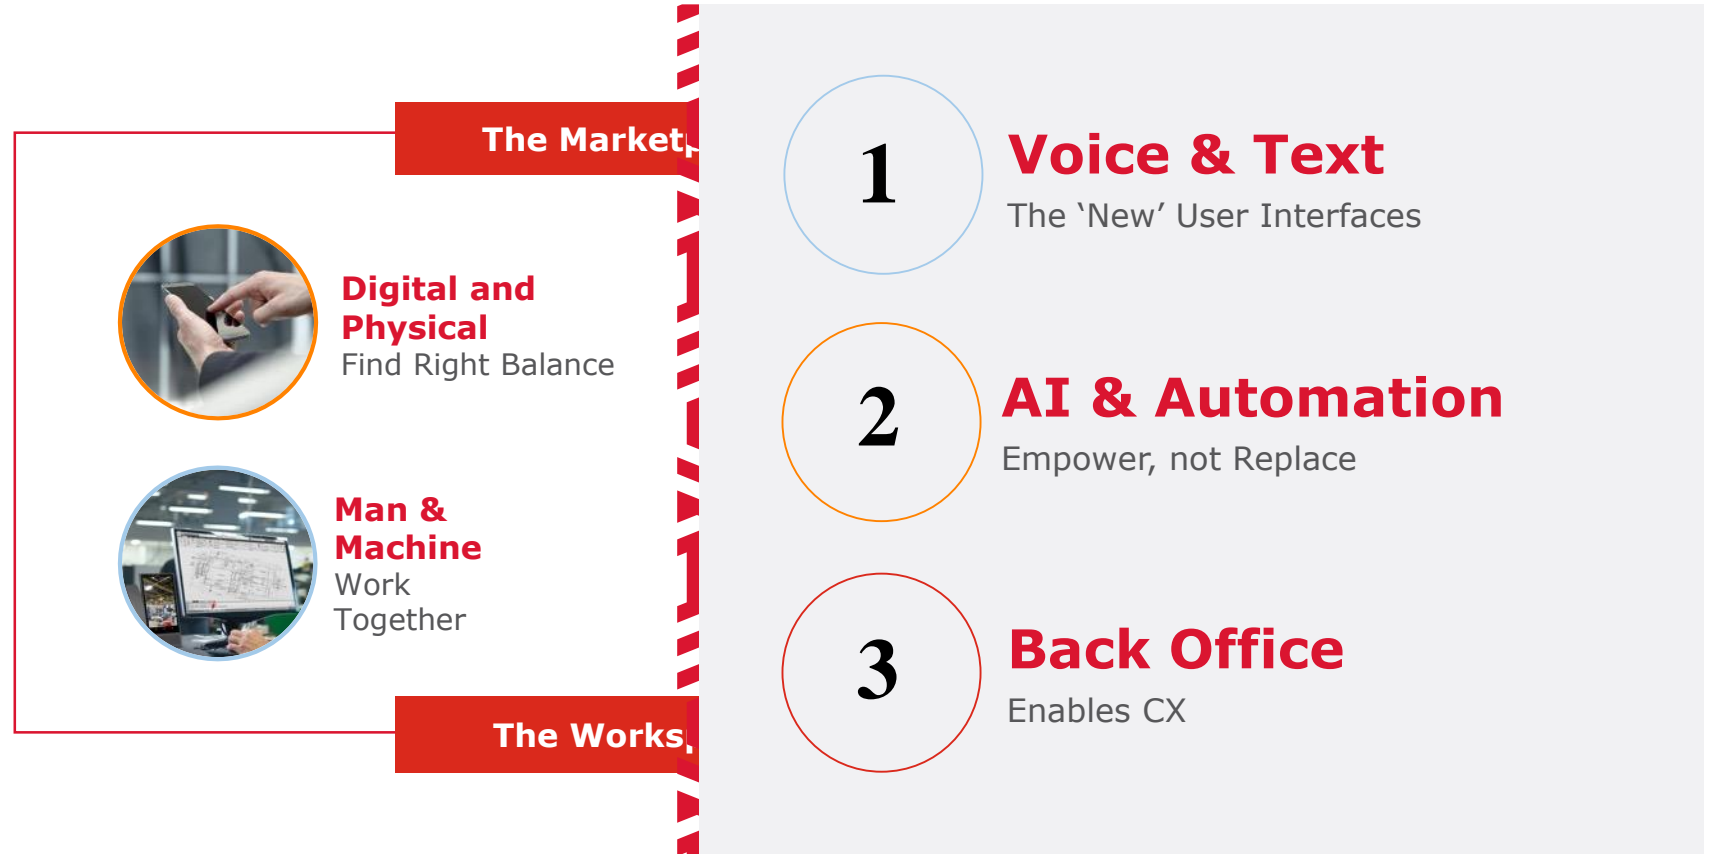 The Market
Digital and
Physical
Find Right Balance
Man &
Machine
Work
Together
The Works
1
Voice & Text
The ‘New’ User Interfaces
2
AI & Automation
Empower, not Replace
3
Back Office
Enables CX